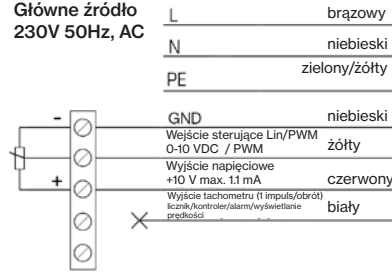 Główne źródło
230V 50Hz, AC
L
brązowy
N
niebieski
PE
zielony/żółty
-
GND
niebieski
Wejście sterujące Lin/PWM
0-10 VDC / PWM
żółty
Wyjście napięciowe
+10 V max. 1.1 mA
+
czerwony
Wyjście tachometru (1 impuls/obrót)
licznik/kontroler/alarm/wyświetlanie
prędkości
biały